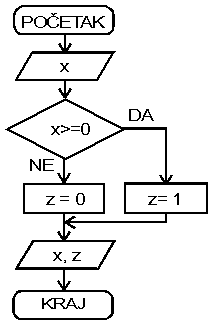 POČETAK
x
x>=0
DA
NE
z = 0
z= 1
x, z
KRAJ